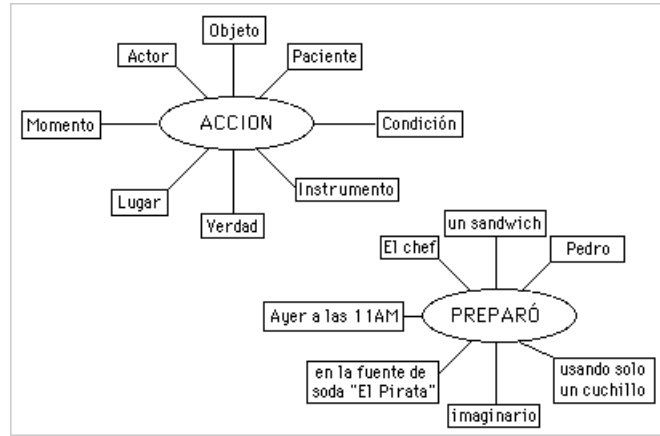 Objeto
Actor
Paciente
Momento
ACCION
Condición
Lugar
Instrumento
Verdad
un sandwich
El chef
Pedro
Ayer a las 11AM
PREPARÓ
en la fuente de
soda "El Pirata"
usando solo
un cuchillo
imaginario